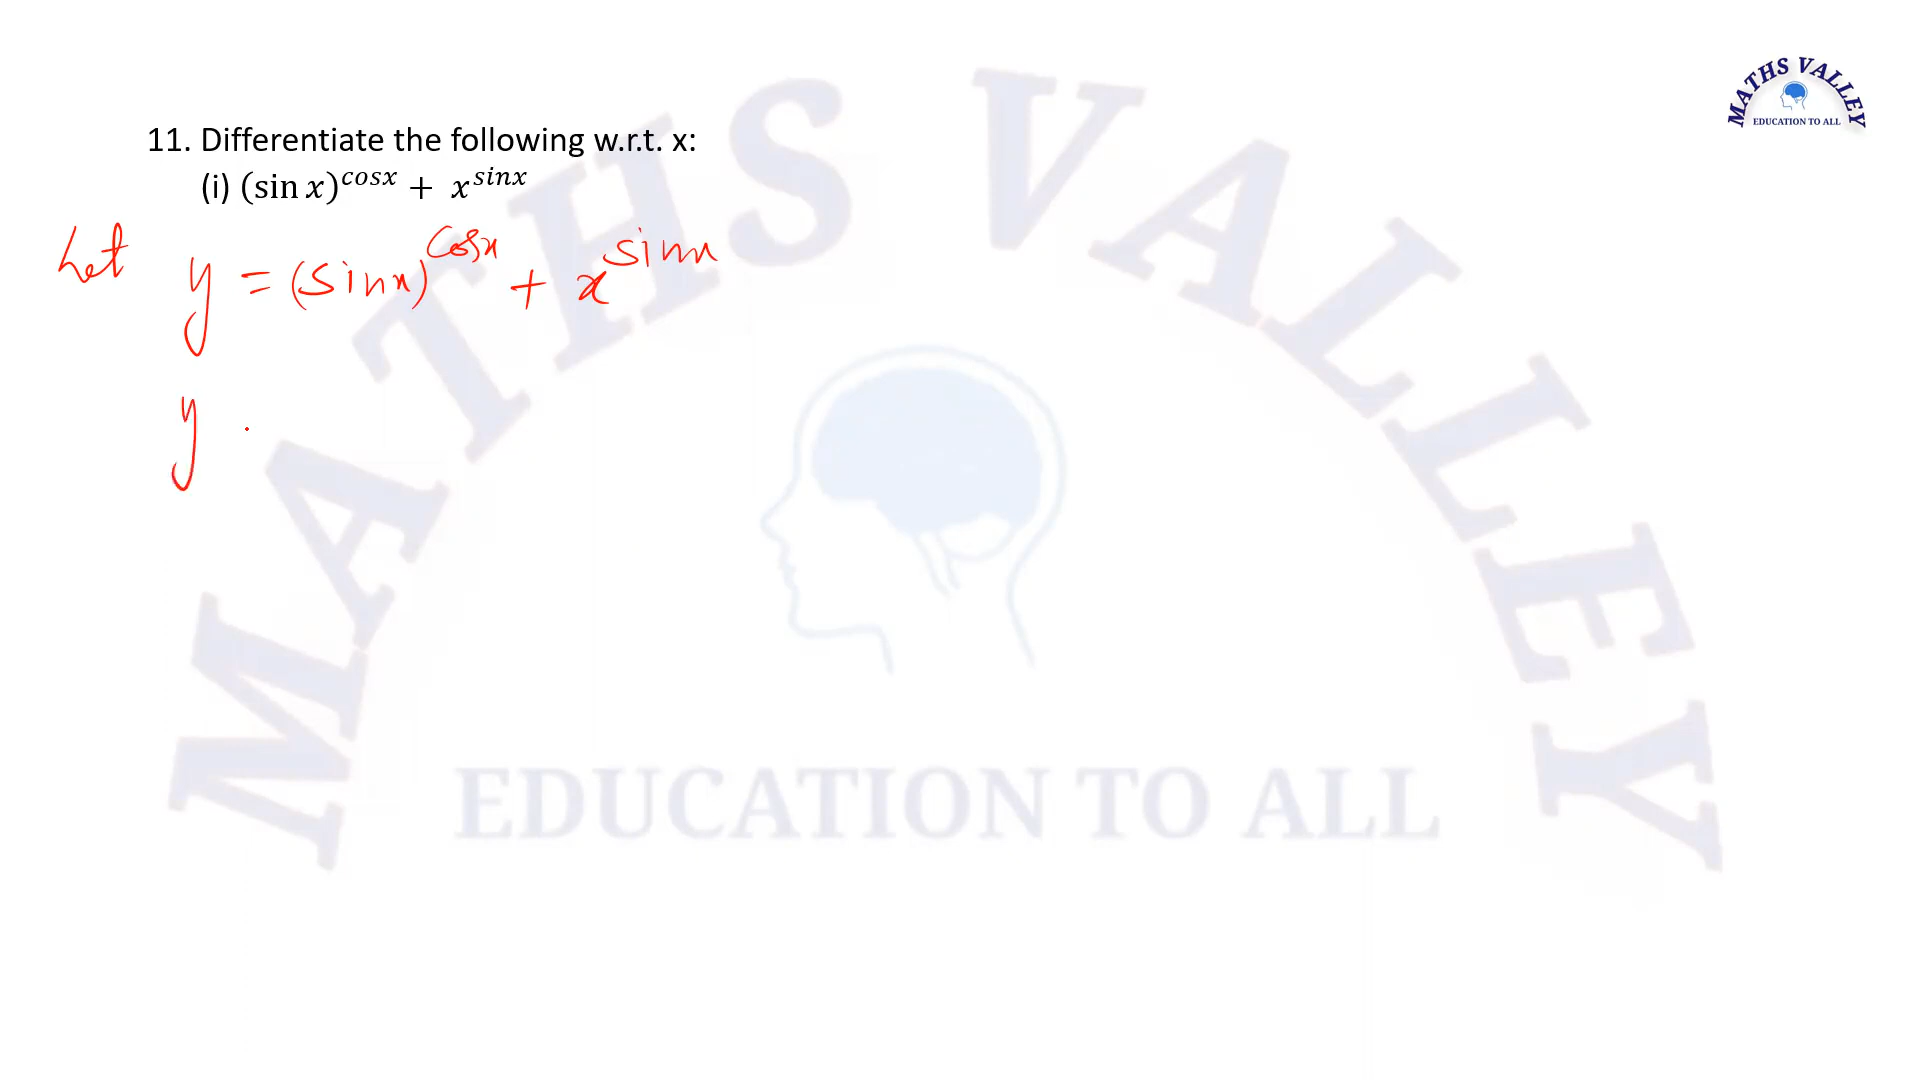 MATHS VALLEY
EDUCATION TO ALL
11. Differentiate the following w.r.t. x:
(i) (sin x)^cosx + x^sinx
Let y = (sinx)^cosx + x^sinx
y
MATHS VALLEY
EDUCATION TO ALL